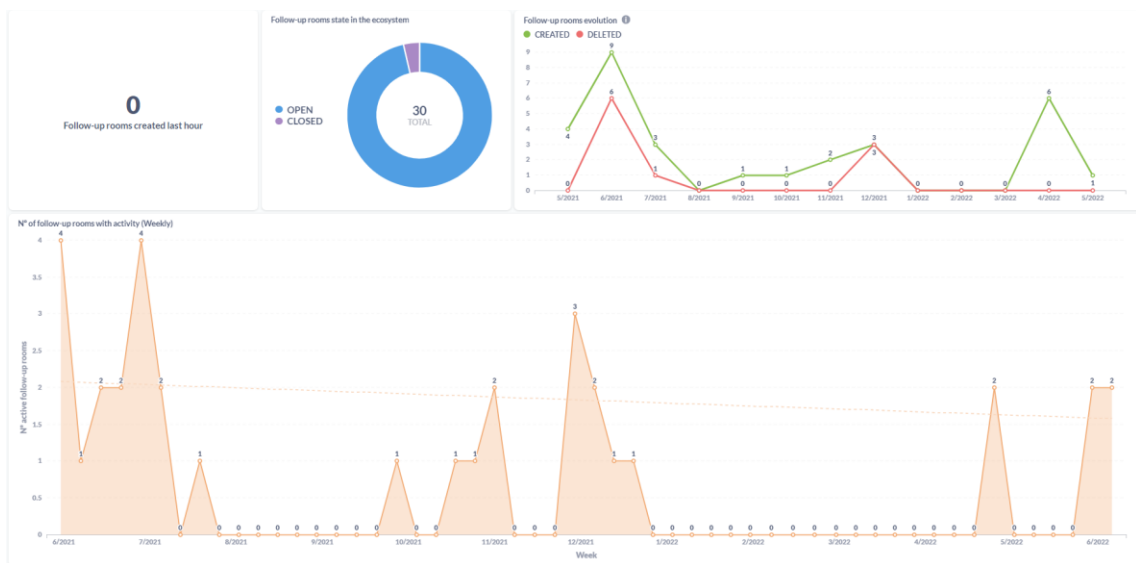 0
Follow-up rooms created last hour
Follow-up rooms state in the ecosystem
OPEN
CLOSED
30
TOTAL
Follow-up rooms evolution
CREATED DELETED
9
8
7
6
5
4
3
2
1
0
4 9 3 0 1 1 2 3 0 0 0 6 1
0 6 1 0 0 0 3 0 0 0 0
5/2021 6/2021 7/2021 8/2021 9/2021 10/2021 11/2021 12/2021 1/2022 2/2022 3/2022 4/2022 5/2022
N° of follow-up rooms with activity (Weekly)
N° active follow-up rooms
4
3.5
3
2.5
2
1.5
1
0.5
0
4 1 2 2 4 2 0 1 0 0 0 0 0 0 0 0 0 1 0 0 1 1 2 0 0 0 3 2 1 1 0 0 0 0 0 0 0 0 0 0 0 0 0 0 0 0 0 2 0 0 0 0 2 2
6/2021 7/2021 8/2021 9/2021 10/2021 11/2021 12/2021 1/2022 2/2022 3/2022 4/2022 5/2022 6/2022
Week